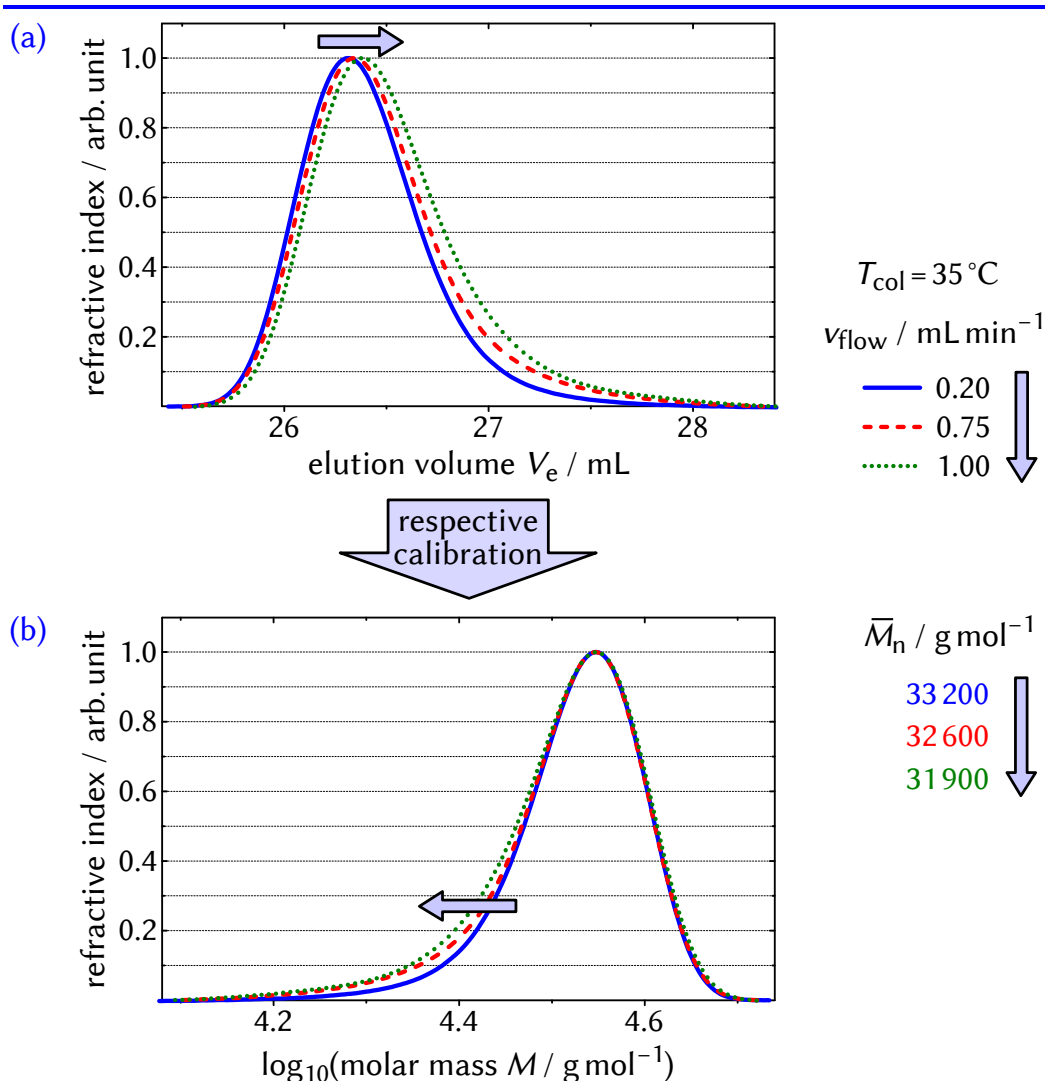 (a)
refractive index / arb. unit
1.0
0.8
0.6
0.4
0.2
26 27 28
elution volume Vₑ / mL
T_col = 35 °C
v_flow / mL min⁻¹
0.20
0.75
1.00
respective
calibration
(b)
refractive index / arb. unit
1.0
0.8
0.6
0.4
0.2
4.2 4.4 4.6
log₁₀(molar mass M / g mol⁻¹)
M̅ₙ / g mol⁻¹
33 200
32 600
31 900